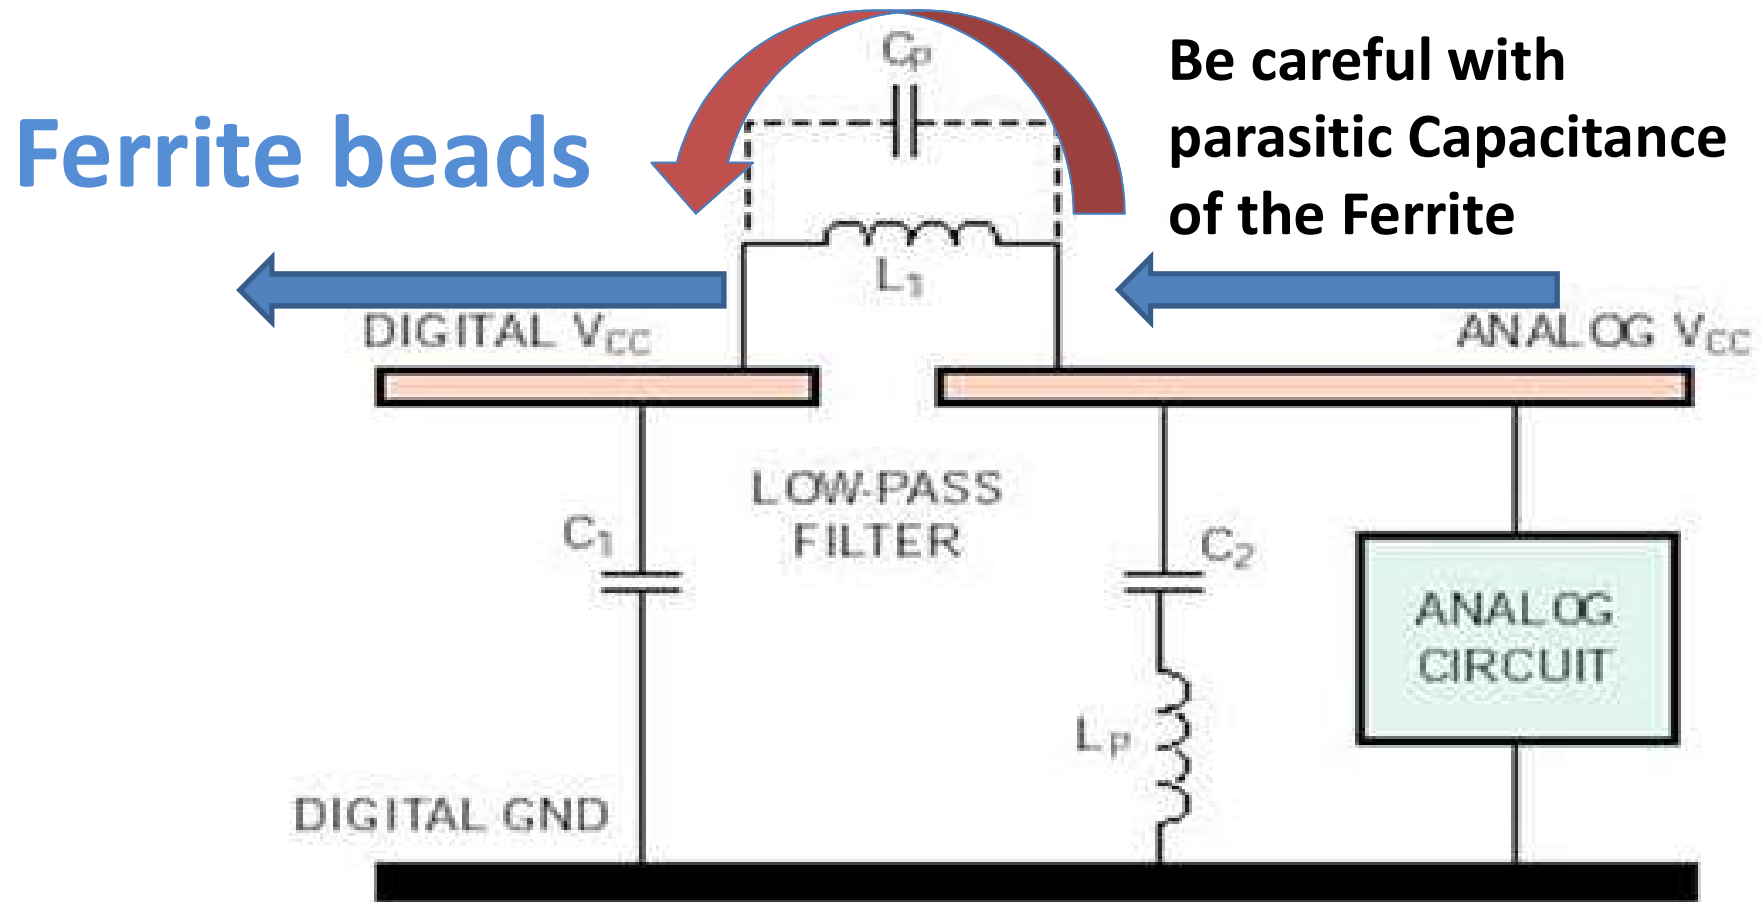 Ferrite beads
Be careful with
parasitic Capacitance
of the Ferrite
Cp
L1
DIGITAL VCC
ANALOG VCC
LOW-PASS
FILTER
C1
C2
ANALOG
CIRCUIT
LP
DIGITAL GND